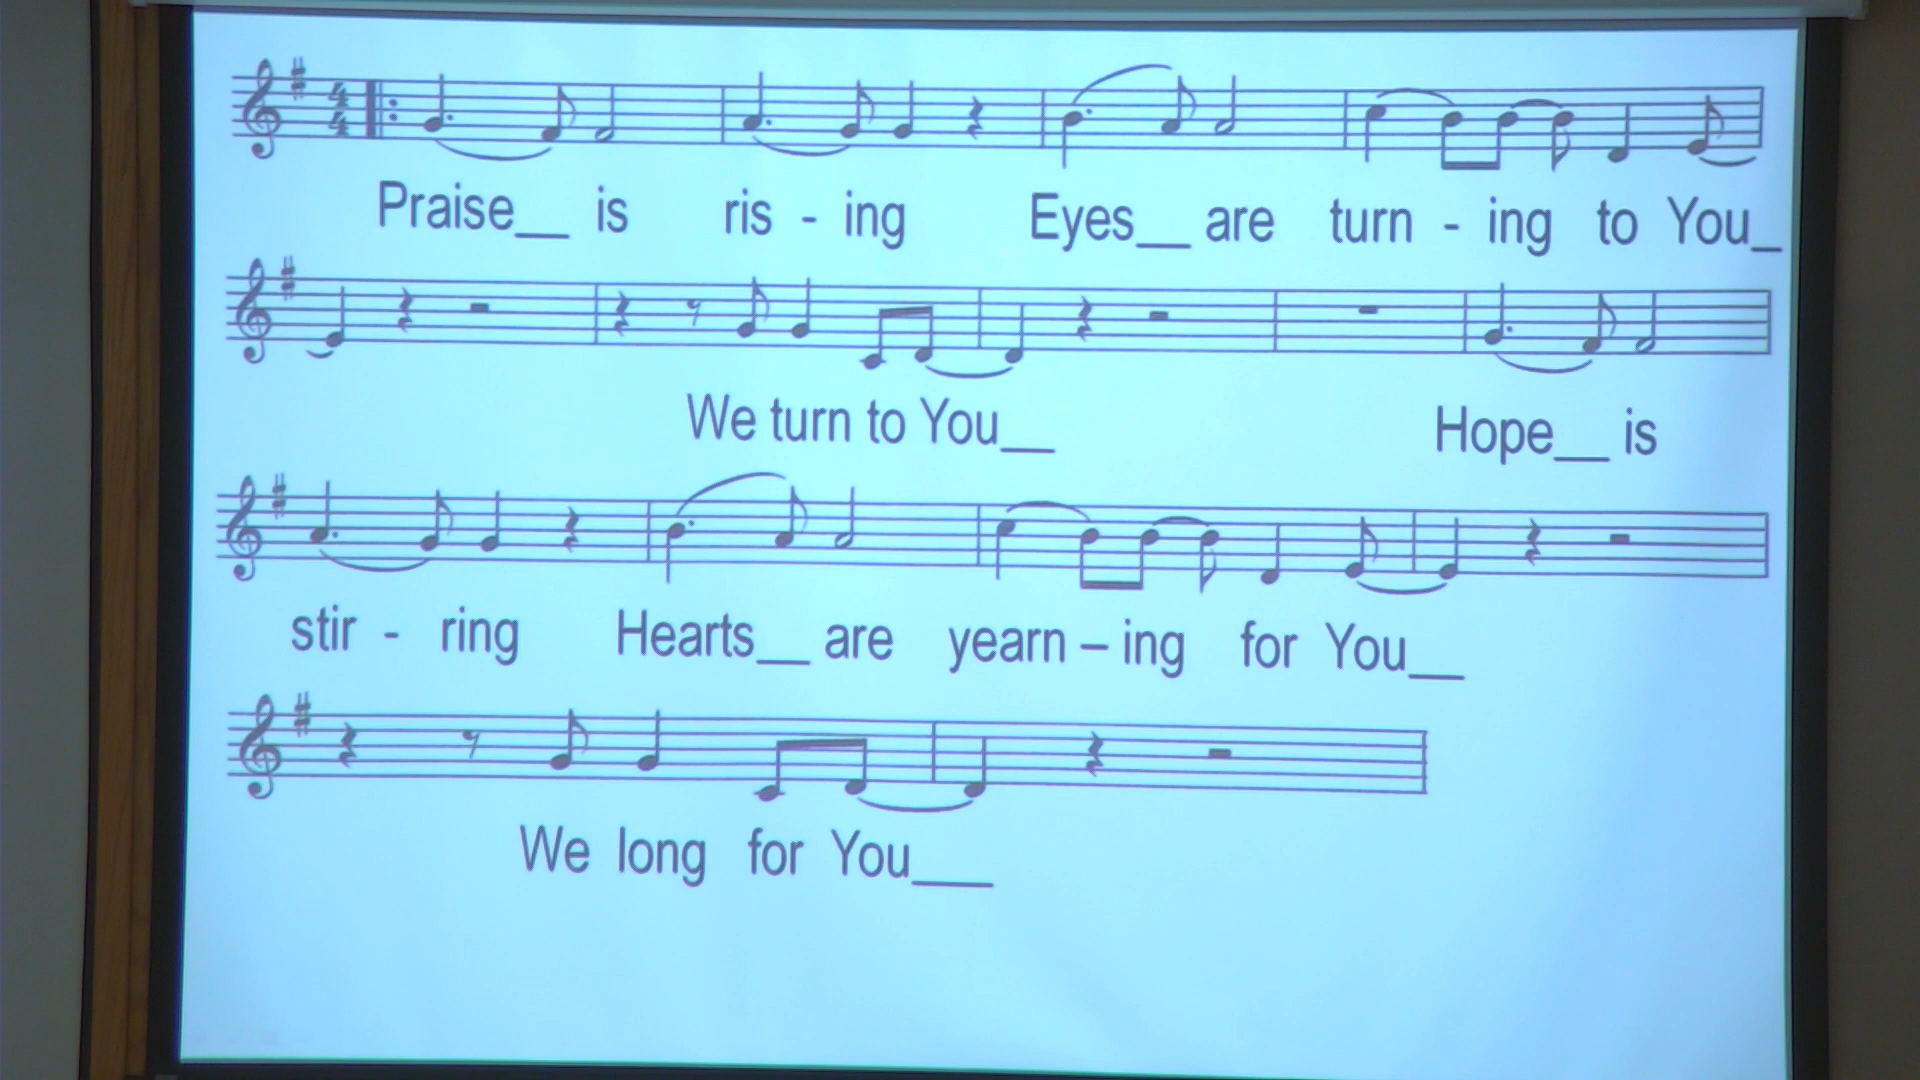 Praise__ is ris - ing Eyes__ are turn - ing to You_
We turn to You__ Hope__ is
stir - ring Hearts__ are yearn – ing for You__
We long for You___